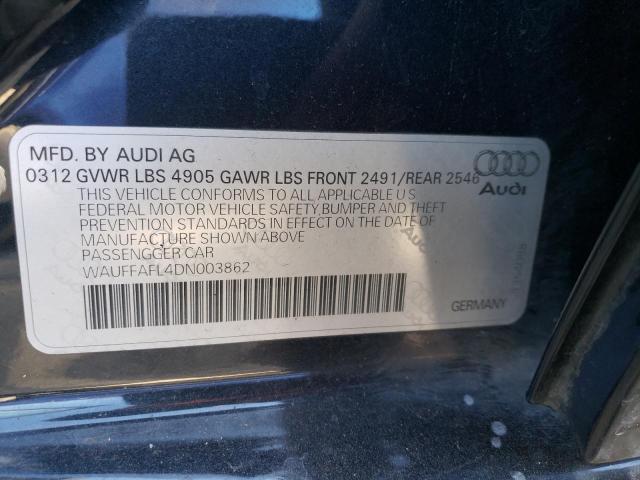 MFD. BY AUDI AG
0312 GVWR LBS 4905 GAWR LBS FRONT 2491/REAR 2546
THIS VEHICLE CONFORMS TO ALL APPLICABLE U S
FEDERAL MOTOR VEHICLE SAFETY,BUMPER AND THEFT
PREVENTION STANDARDS IN EFFECT ON THE DATE OF
MANUFACTURE SHOWN ABOVE
PASSENGGER CAR
WAUFFAFL4DN003862
Audi
GERMANY